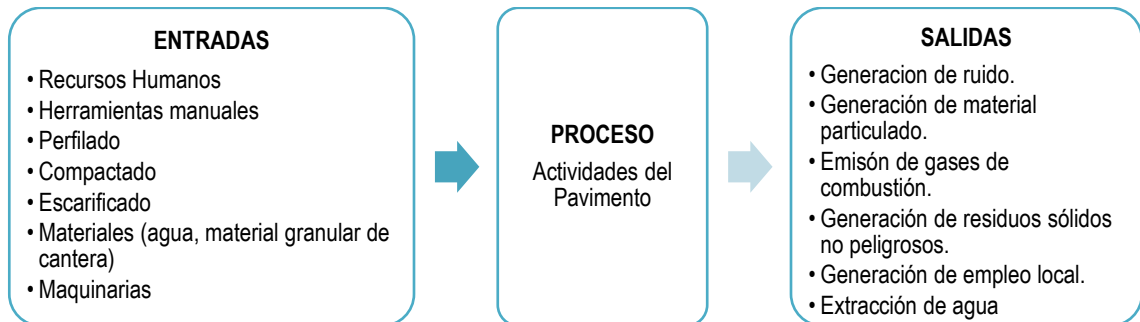 ENTRADAS
• Recursos Humanos
• Herramientas manuales
• Perfilado
• Compactado
• Escarificado
• Materiales (agua, material granular de
cantera)
• Maquinarias
PROCESO
Actividades del
Pavimento
SALIDAS
• Generacion de ruido.
• Generación de material
particulado.
• Emisón de gases de
combustión.
• Generación de residuos sólidos
no peligrosos.
• Generación de empleo local.
• Extracción de agua